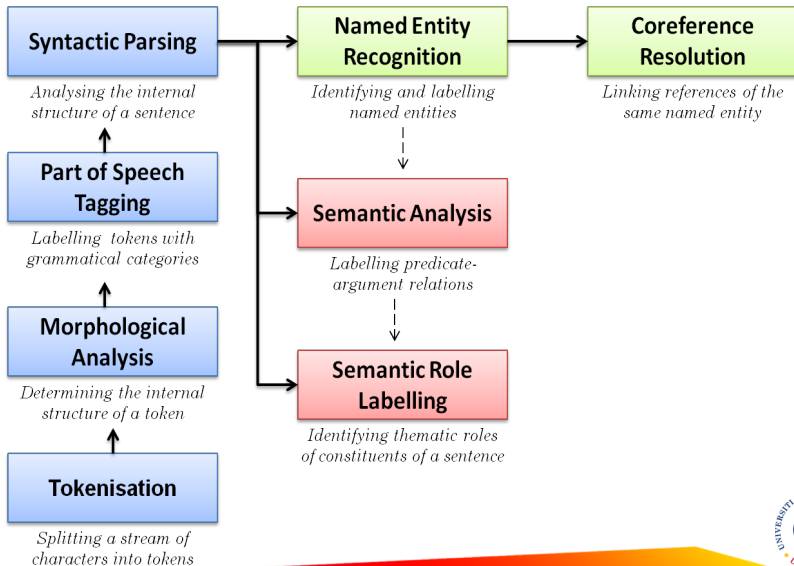 Syntactic Parsing
Analysing the internal
structure of a sentence
Part of Speech
Tagging
Labelling tokens with
grammatical categories
Morphological
Analysis
Determining the internal
structure of a token
Tokenisation
Splitting a stream of
characters into tokens
Named Entity
Recognition
Identifying and labelling
named entities
Semantic Analysis
Labelling predicate-
argument relations
Semantic Role
Labelling
Identifying thematic roles
of constituents of a sentence
Coreference
Resolution
Linking references of the
same named entity
UNIVERSITI